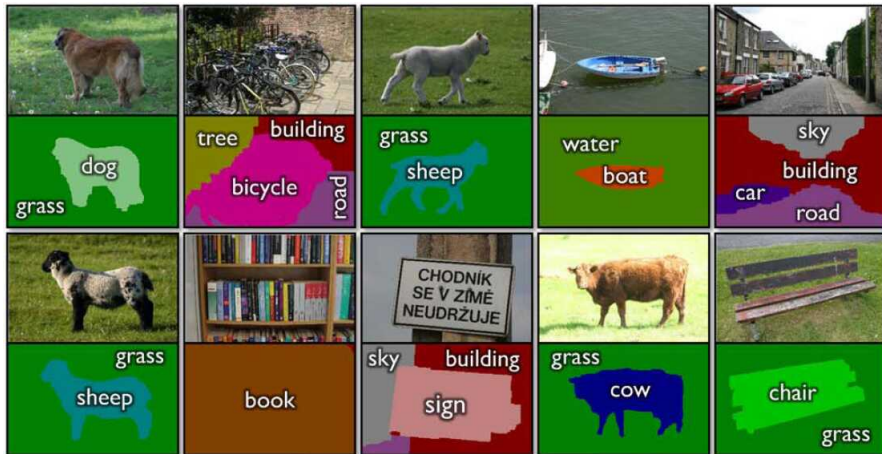 dog
grass
tree
building
bicycle
road
grass
sheep
water
boat
sky
building
car
road
grass
sheep
book
CHODNÍK
SE V ZIMĚ
NEUDRŽUJE
sky
building
sign
grass
cow
chair
grass